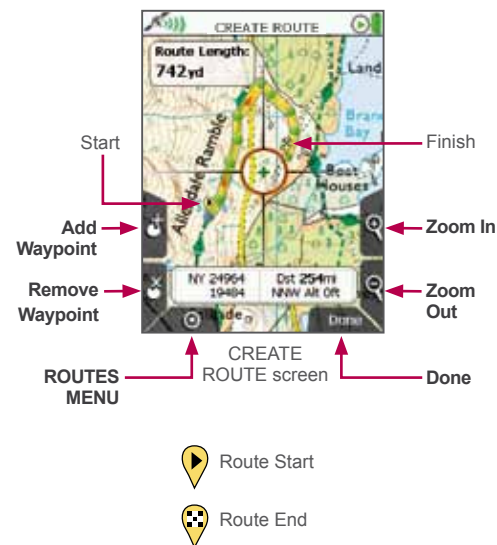 CREATE ROUTE
Route Length:
742yd
Land
Bay
Allerdale Ramble
Boat
Houses
Start
Finish
Add
Waypoint
Zoom In
Remove
Waypoint
NY 24964
19484
Dst 254mi
NNW Alt 0ft
Zoom
Out
Done
ROUTES
MENU
CREATE
ROUTE screen
Done
Route Start
Route End